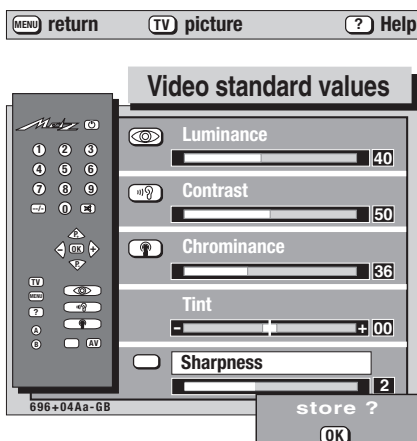 MENU return TV picture ? Help
Video standard values
Metz
Luminance
40
1 2 3
4 5 6
Contrast
7 8 9
50
-/-- 0
P+
Chrominance
- OK +
36
P-
TV
Tint
MENU
- + 00
?
A
Sharpness
B AV
2
696+04Aa-GB
store ?
OK